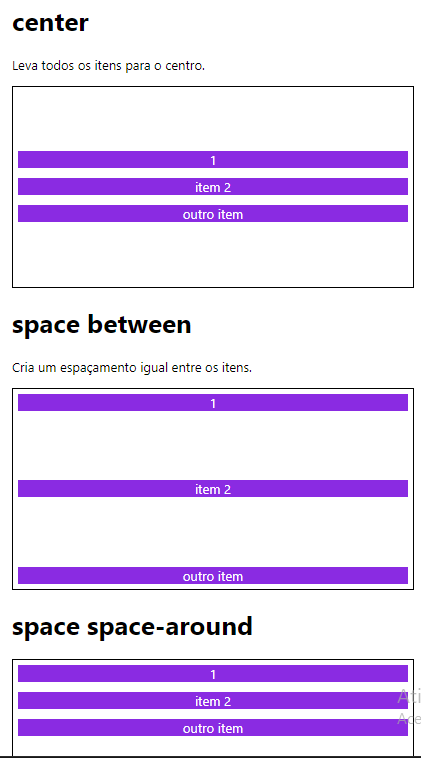 center
Leva todos os itens para o centro.
1
item 2
outro item
space between
Cria um espaçamento igual entre os itens.
1
item 2
outro item
space space-around
1
item 2
outro item